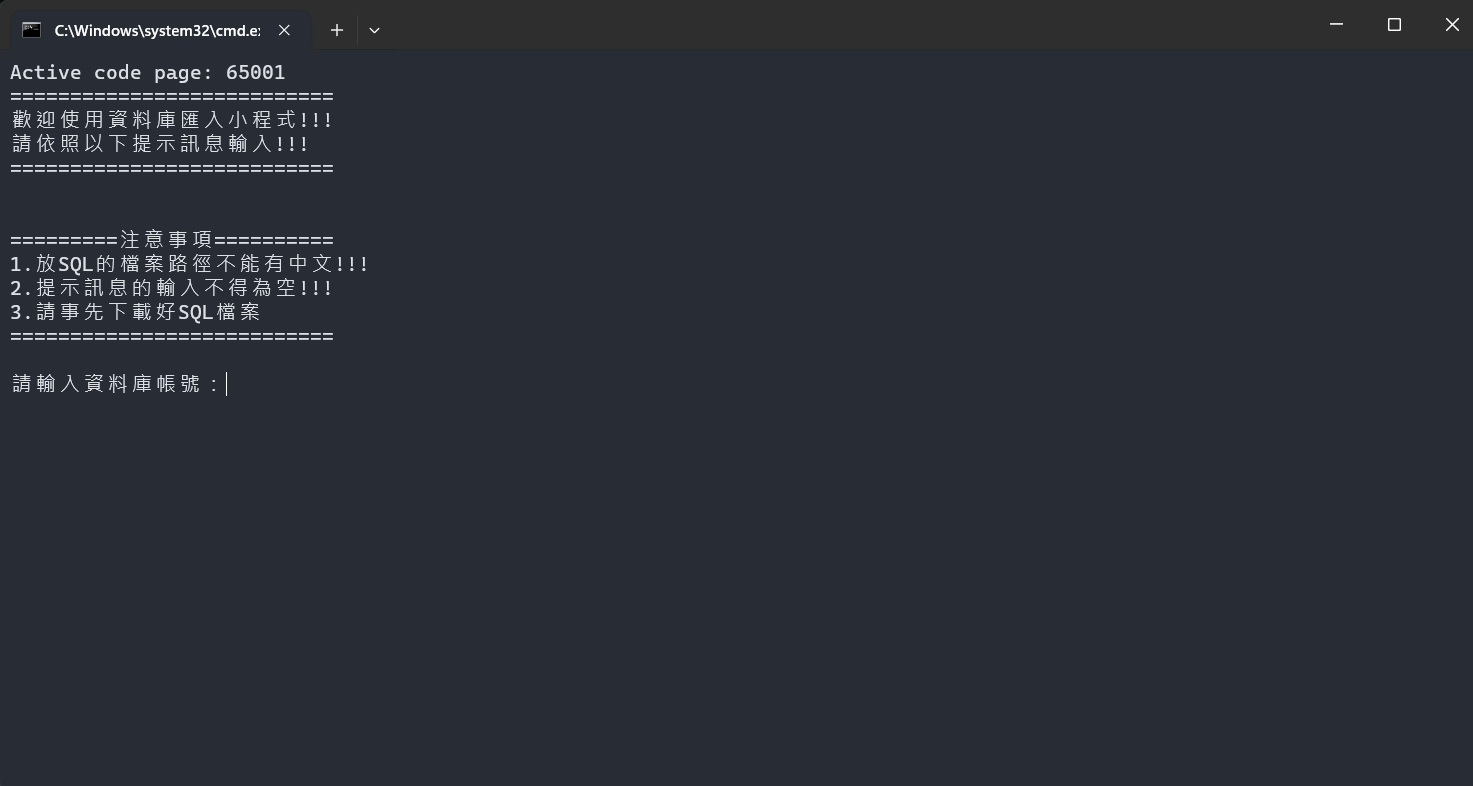 C:\Windows\system32\cmd.e
Active code page: 65001
===========================
歡迎使用資料庫匯入小程式!!!
請依照以下提示訊息輸入!!!
===========================
=========注意事項==========
1.放SQL的檔案路徑不能有中文!!!
2.提示訊息的輸入不得為空!!!
3.請事先下載好SQL檔案
===========================
請輸入資料庫帳號：